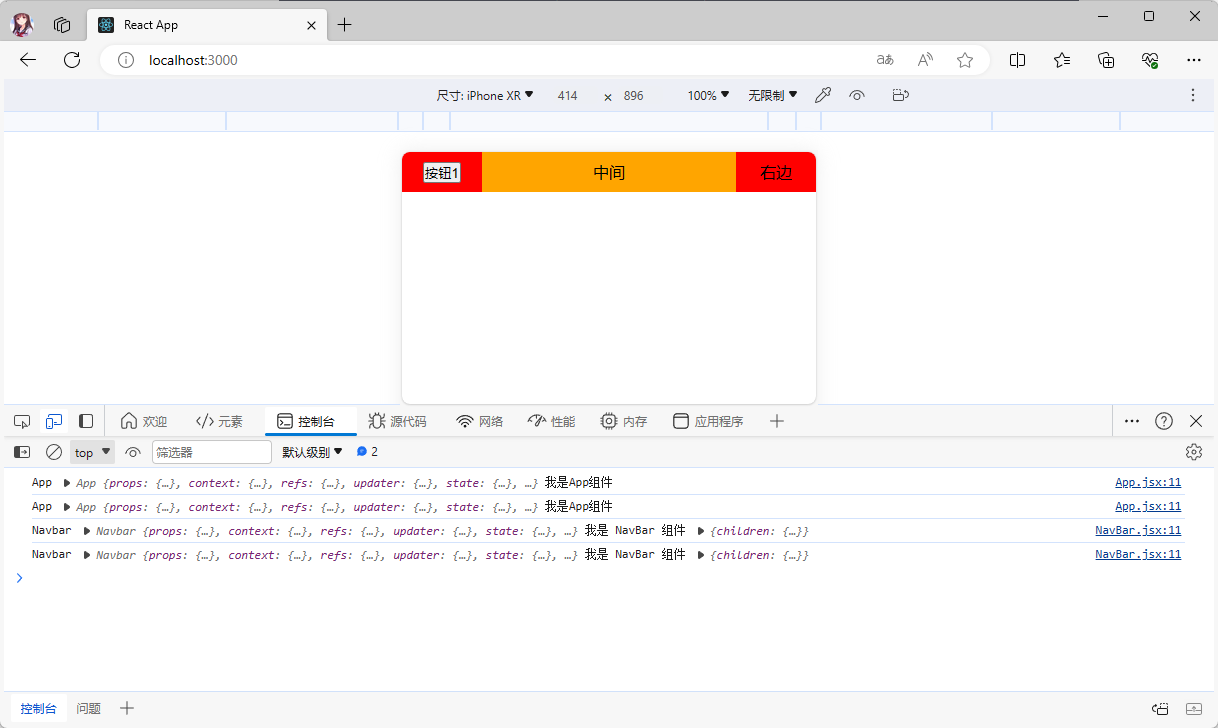 React App
localhost:3000
尺寸: iPhone XR 414 × 896 100% 无限制
按钮1 中间 右边
欢迎 元素 控制台 源代码 网络 性能 内存 应用程序
top 筛选器 默认级别 2
App App {props: {…}, context: {…}, refs: {…}, updater: {…}, state: {…}, …} 我是App组件 App.jsx:11
App App {props: {…}, context: {…}, refs: {…}, updater: {…}, state: {…}, …} 我是App组件 App.jsx:11
Navbar Navbar {props: {…}, context: {…}, refs: {…}, updater: {…}, state: {…}, …} 我是 NavBar 组件 {children: {…}} NavBar.jsx:11
Navbar Navbar {props: {…}, context: {…}, refs: {…}, updater: {…}, state: {…}, …} 我是 NavBar 组件 {children: {…}} NavBar.jsx:11
控制台 问题